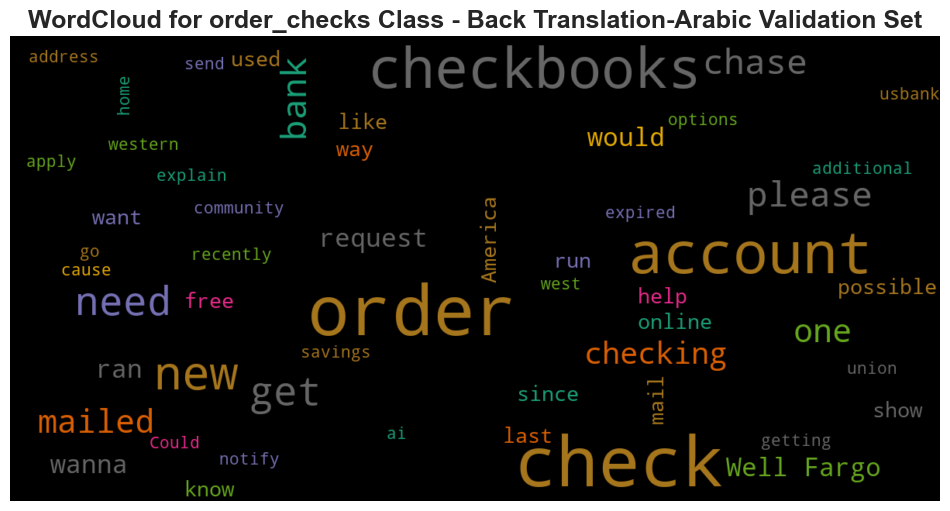 WordCloud for order_checks Class - Back Translation-Arabic Validation Set
address
send
used
bank
checkbooks
chase
home
usbank
like
options
would
western
way
apply
explain
additional
please
want
community
America
expired
request
go
recently
account
cause
run
west
need
free
order
help
possible
online
one
savings
checking
ran
new
get
union
since
mail
show
mailed
Could
ai
last
check
getting
wanna
notify
Well Fargo
know